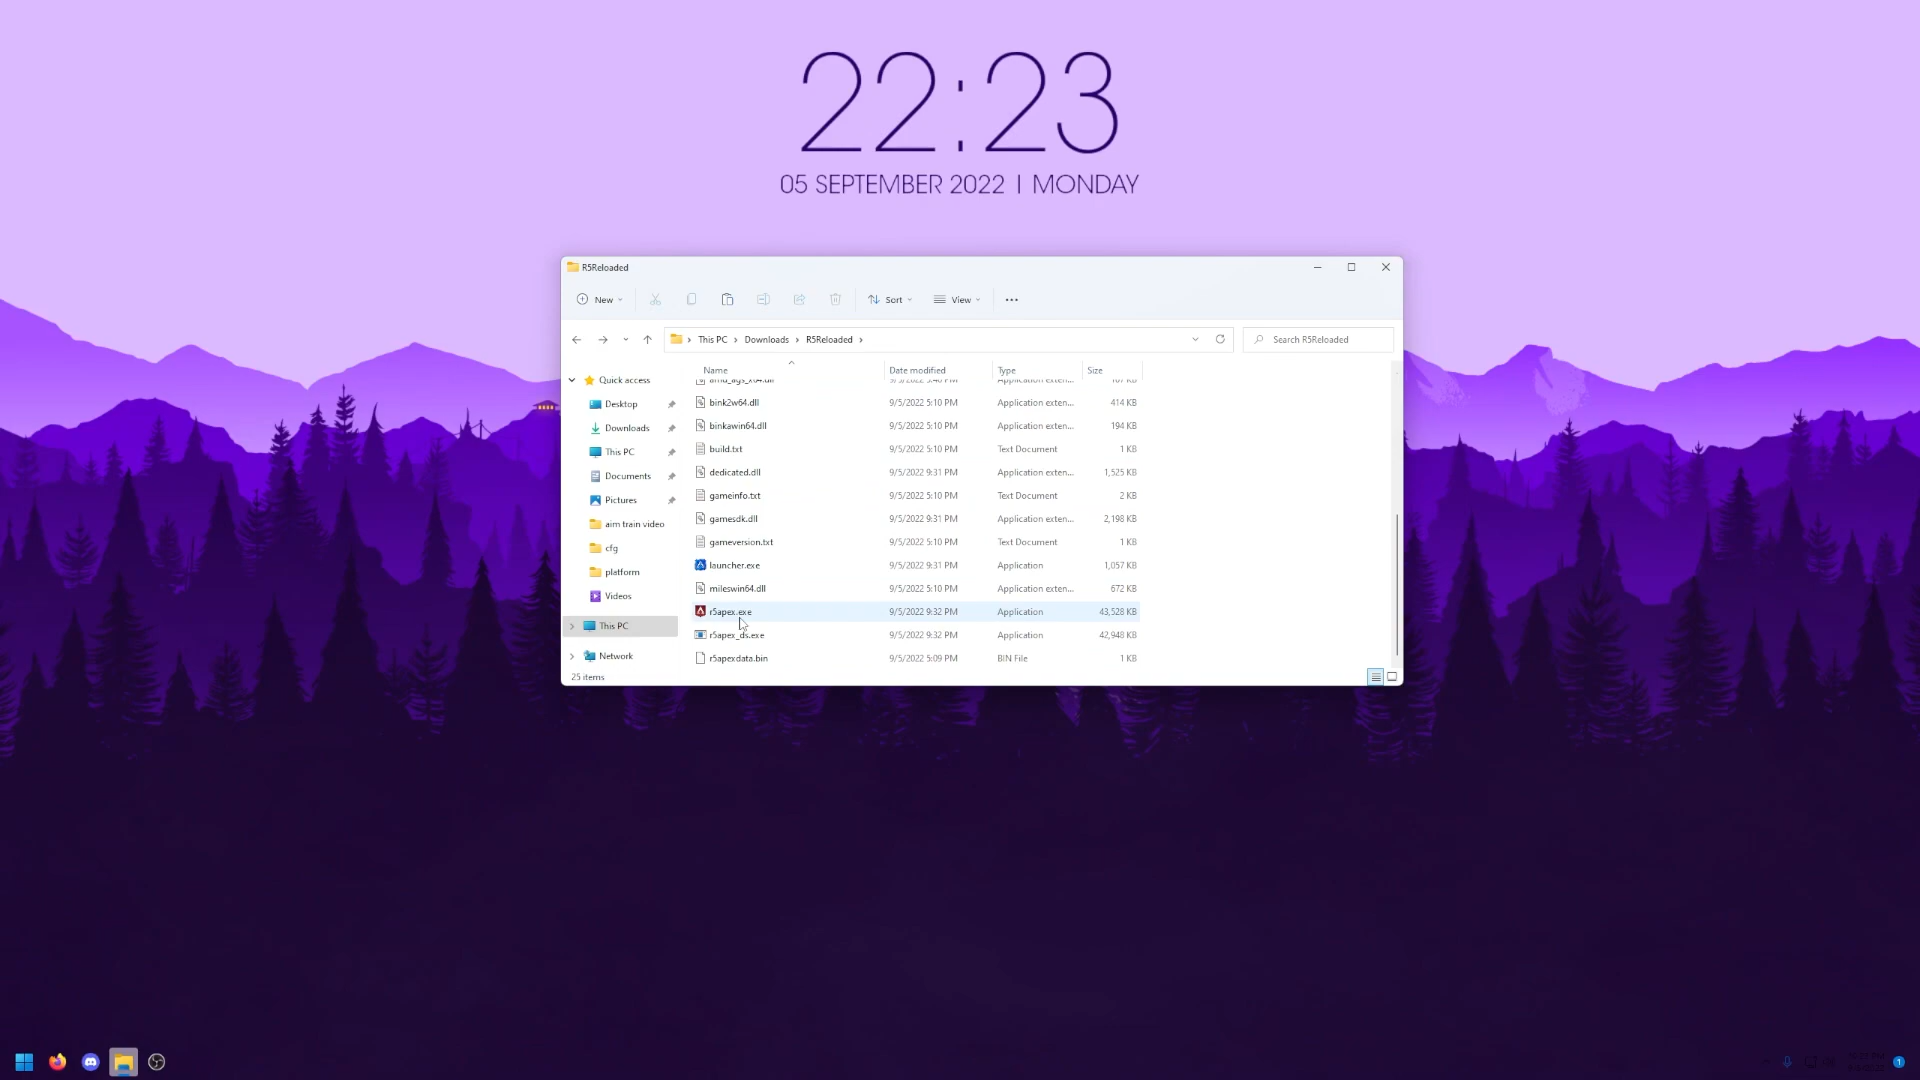 22:23
05 SEPTEMBER 2022 | MONDAY
R5Reloaded
New Sort View
This PC Downloads R5Reloaded Search R5Reloaded
Name Date modified Type Size
Quick access
Desktop
Downloads
This PC
Documents
Pictures
aim train video
cfg
platform
Videos
This PC
Network
bink2w64.dll 9/5/2022 5:10 PM Application exten... 414 KB
binkawin64.dll 9/5/2022 5:10 PM Application exten... 194 KB
build.txt 9/5/2022 5:10 PM Text Document 1 KB
dedicated.dll 9/5/2022 9:31 PM Application exten... 1,525 KB
gameinfo.txt 9/5/2022 5:10 PM Text Document 2 KB
gamesdk.dll 9/5/2022 9:31 PM Application exten... 2,198 KB
gameversion.txt 9/5/2022 5:10 PM Text Document 1 KB
launcher.exe 9/5/2022 9:31 PM Application 1,057 KB
mileswin64.dll 9/5/2022 5:10 PM Application exten... 672 KB
r5apex.exe 9/5/2022 9:32 PM Application 43,528 KB
r5apex_ds.exe 9/5/2022 9:32 PM Application 42,948 KB
r5apexdata.bin 9/5/2022 5:09 PM BIN File 1 KB
25 items
1